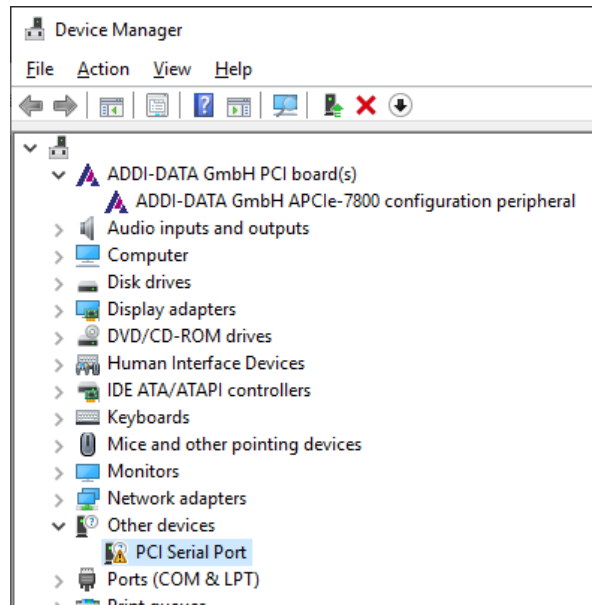 Device Manager
File Action View Help
ADDI-DATA GmbH PCI board(s)
ADDI-DATA GmbH APCIe-7800 configuration peripheral
Audio inputs and outputs
Computer
Disk drives
Display adapters
DVD/CD-ROM drives
Human Interface Devices
IDE ATA/ATAPI controllers
Keyboards
Mice and other pointing devices
Monitors
Network adapters
Other devices
PCI Serial Port
Ports (COM & LPT)
Print queues